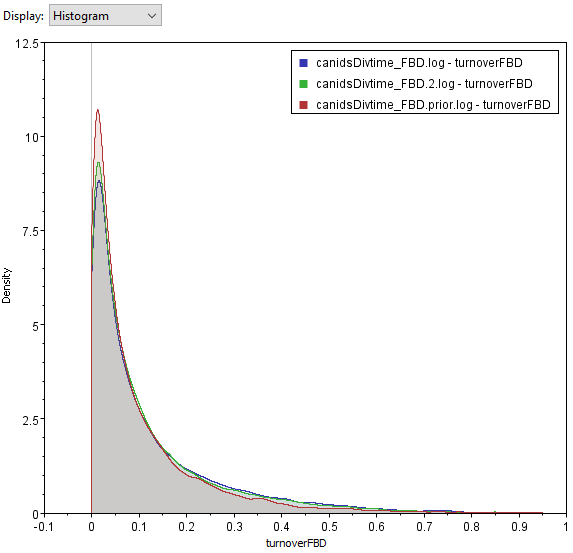 Display: Histogram
12.5
canidsDivtime_FBD.log - turnoverFBD
canidsDivtime_FBD.2.log - turnoverFBD
canidsDivtime_FBD.prior.log - turnoverFBD
10
7.5
Density
5
2.5
0
-0.1 0 0.1 0.2 0.3 0.4 0.5 0.6 0.7 0.8 0.9 1
turnoverFBD